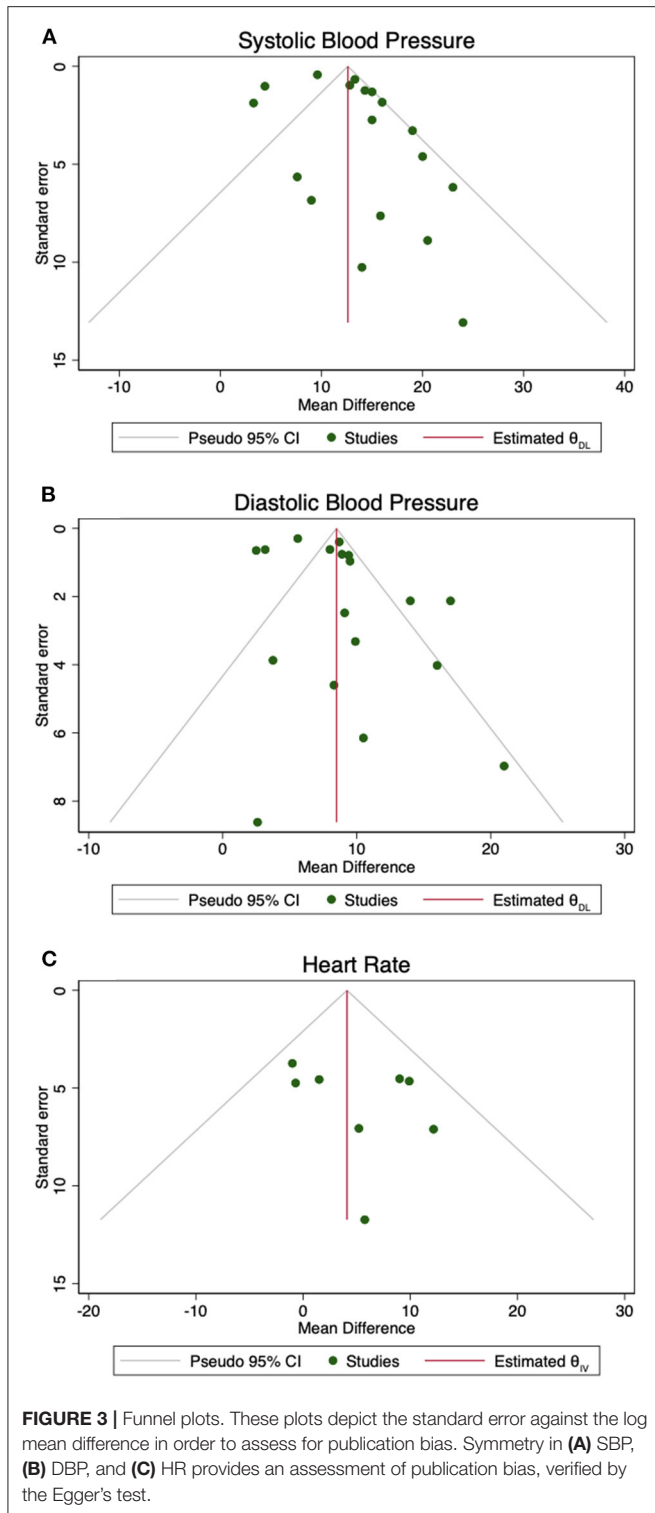 A
Systolic Blood Pressure
0
5
10
15
Standard error
-10 0 10 20 30 40
Mean Difference
Pseudo 95% CI Studies Estimated θDL
B
Diastolic Blood Pressure
0
2
4
6
8
Standard error
-10 0 10 20 30
Mean Difference
Pseudo 95% CI Studies Estimated θDL
C
Heart Rate
0
5
10
15
Standard error
-20 -10 0 10 20 30
Mean Difference
Pseudo 95% CI Studies Estimated θIV
FIGURE 3 | Funnel plots. These plots depict the standard error against the log
mean difference in order to assess for publication bias. Symmetry in (A) SBP,
(B) DBP, and (C) HR provides an assessment of publication bias, verified by
the Egger's test.